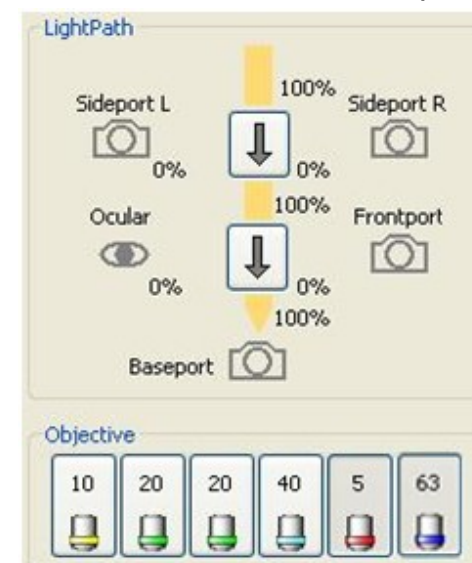 LightPath
100%
Sideport L
Sideport R
0%
0%
100%
Ocular
Frontport
0%
0%
100%
Baseport
Objective
10 20 20 40 5 63